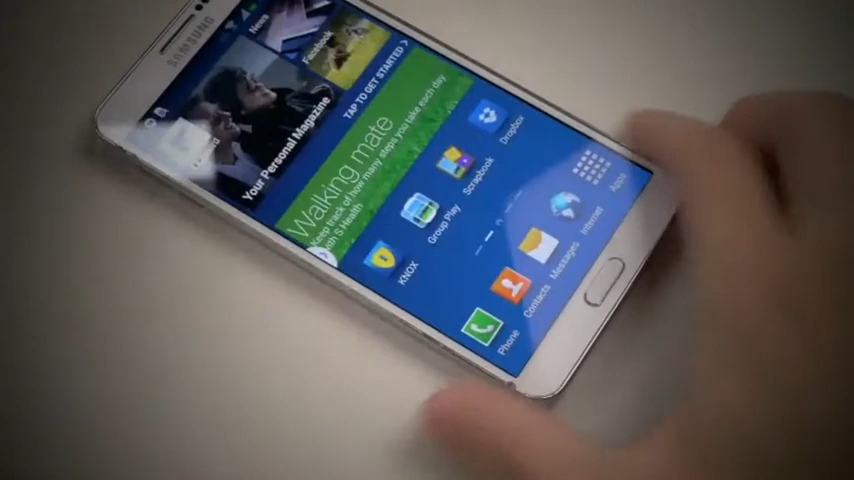 SAMSUNG
News
Facebook
Your Personal Magazine
TAP TO GET STARTED >
Walking mate
Keep track of how many steps you take each day
with S Health
KNOX
Group Play
Scrapbook
Dropbox
Phone
Contacts
Messages
Internet
Apps